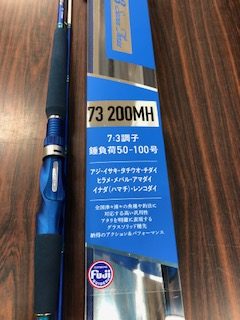 73 200MH
7:3調子
錘負荷50-100号
アジ・イサキ・タチウオ・チダイ
ヒラメ・メバル・アマダイ
イナダ(ハマチ)・レンコダイ
全国津々浦々の魚種や釣法に
対応する高い汎用性
アタリを明確に表現する
グラスソリッド穂先
納得のアクション&パフォーマンス
Fuji